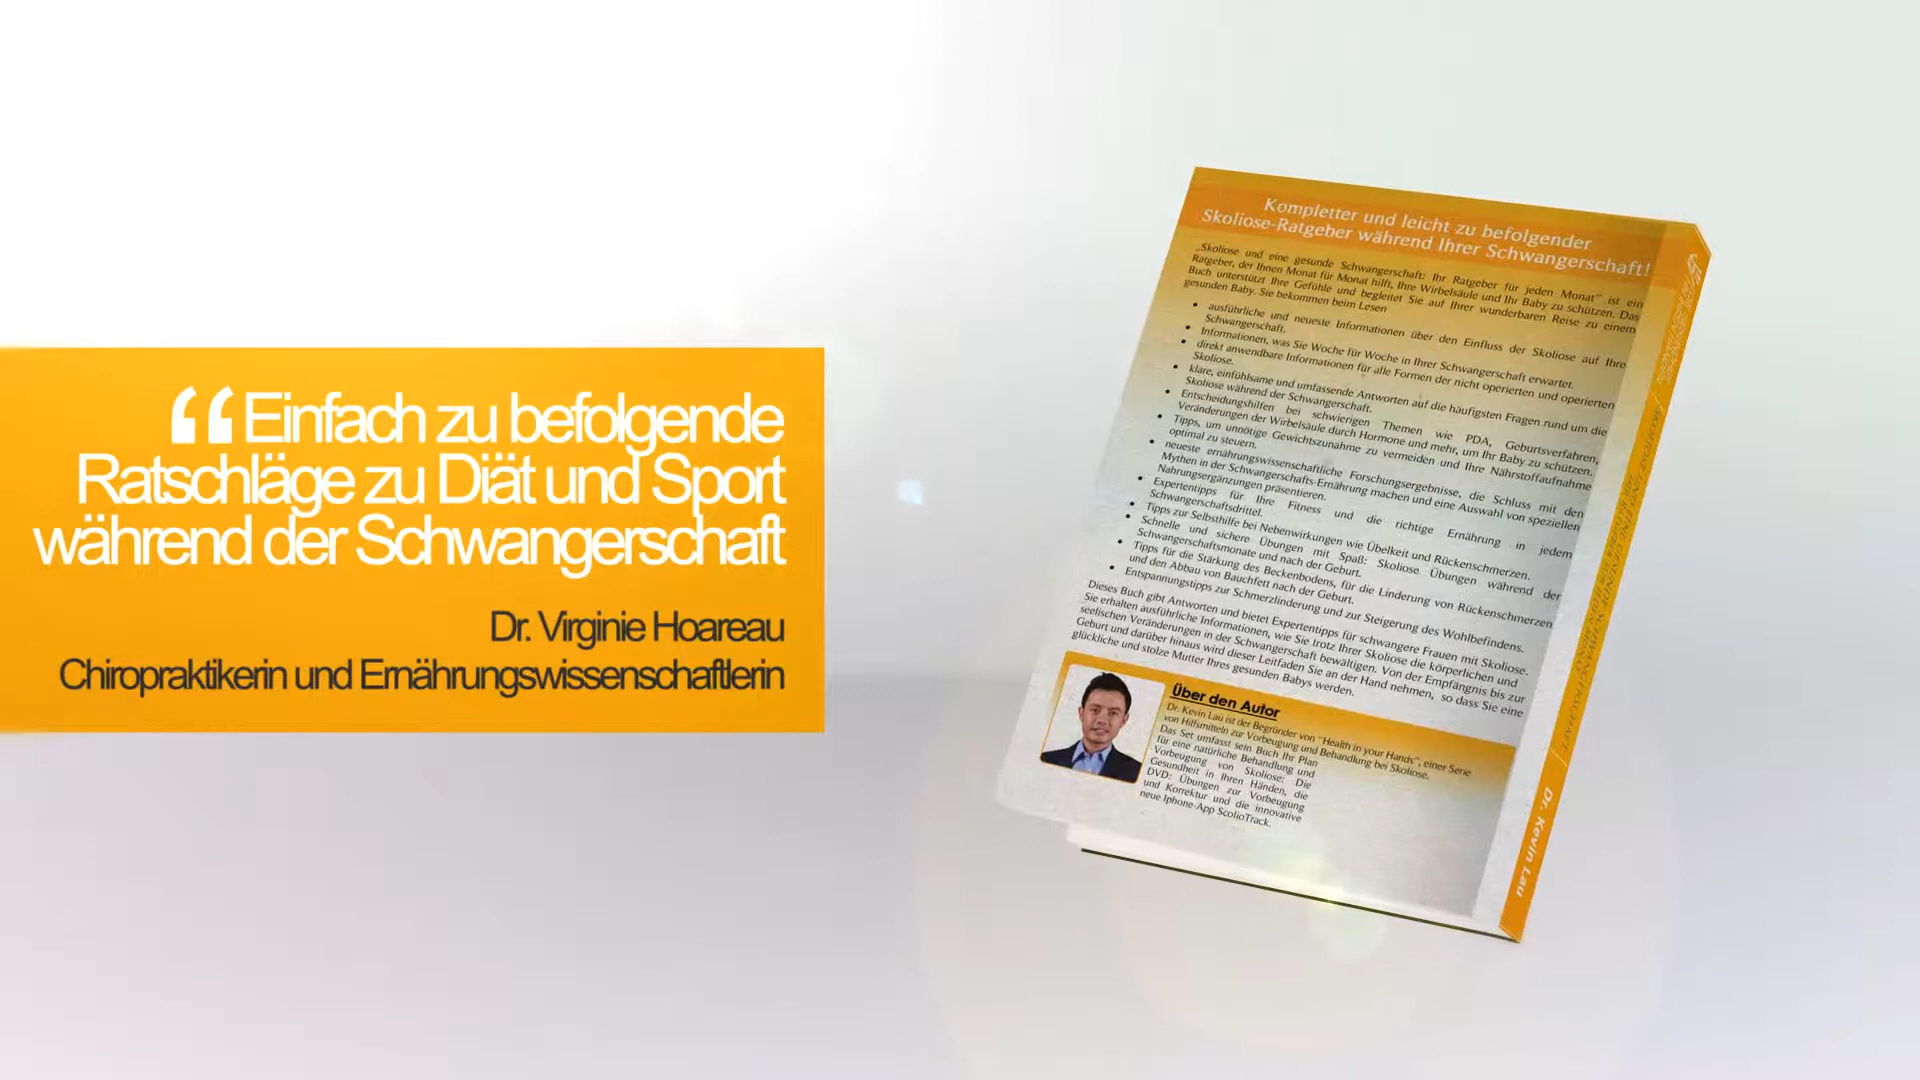 “Einfach zu befolgende
Ratschläge zu Diät und Sport
während der Schwangerschaft
Dr. Virginie Hoareau
Chiropraktikerin und Ernährungswissenschaftlerin
Kompletter und leicht zu befolgender
Skoliose-Ratgeber während Ihrer Schwangerschaft!
„Skoliose und eine gesunde Schwangerschaft: Ihr Ratgeber für jeden Monat" ist ein
Ratgeber, der Ihnen Monat für Monat hilft, Ihre Wirbelsäule und Ihr Baby zu schützen. Das
Buch unterstützt Ihre Gefühle und begleitet Sie auf Ihrer wunderbaren Reise zu einem
gesunden Baby. Sie bekommen beim Lesen
• ausführliche und neueste Informationen über den Einfluss der Skoliose auf Ihre
Schwangerschaft.
• Informationen, was Sie Woche für Woche in Ihrer Schwangerschaft erwartet.
• direkt anwendbare Informationen für alle Formen der nicht operierten und operierten
Skoliose.
• klare, einfühlsame und umfassende Antworten auf die häufigsten Fragen rund um die
Skoliose während der Schwangerschaft.
• Entscheidungshilfen bei schwierigen Themen wie PDA, Geburtsverfahren,
Veränderungen der Wirbelsäule durch Hormone und mehr, um Ihr Baby zu schützen.
• Tipps, um unnötige Gewichtszunahme zu vermeiden und Ihre Nährstoffaufnahme
optimal zu steuern.
• neueste ernährungswissenschaftliche Forschungsergebnisse, die Schluss mit den
Mythen in der Schwangerschafts-Ernährung machen und eine Auswahl von speziellen
Nahrungsergänzungen präsentieren.
• Expertentipps für Ihre Fitness und die richtige Ernährung in jedem
Schwangerschaftsdrittel.
• Tipps zur Selbsthilfe bei Nebenwirkungen wie Übelkeit und Rückenschmerzen.
• Schnelle und sichere Übungen mit Spaß: Skoliose Übungen während der
Schwangerschaftsmonate und nach der Geburt.
• Tipps für die Stärkung des Beckenbodens, für die Linderung von Rückenschmerzen
und den Abbau von Bauchfett nach der Geburt.
• Entspannungstipps zur Schmerzlinderung und zur Steigerung des Wohlbefindens.
Dieses Buch gibt Antworten und bietet Expertentipps für schwangere Frauen mit Skoliose.
Sie erhalten ausführliche Informationen, wie Sie trotz Ihrer Skoliose die körperlichen und
seelischen Veränderungen in der Schwangerschaft bewältigen. Von der Empfängnis bis zur
Geburt und darüber hinaus wird dieser Leitfaden Sie an der Hand nehmen, so dass Sie eine
glückliche und stolze Mutter Ihres gesunden Babys werden.
Über den Autor
Dr. Kevin Lau ist der Begründer von "Health in your Hands", einer Serie
von Hilfsmitteln zur Vorbeugung und Behandlung bei Skoliose.
Das Set umfasst sein Buch Ihr Plan
für eine natürliche Behandlung und
Vorbeugung von Skoliose: Die
Gesundheit in Ihren Händen, die
DVD: Übungen zur Vorbeugung
und Korrektur und die innovative
neue Iphone-App ScolioTrack.
SKOLIOSE UND EINE GESUNDE SCHWANGERSCHAFT
IHR RATGEBER FÜR JEDEN MONAT
Dr. Kevin Lau